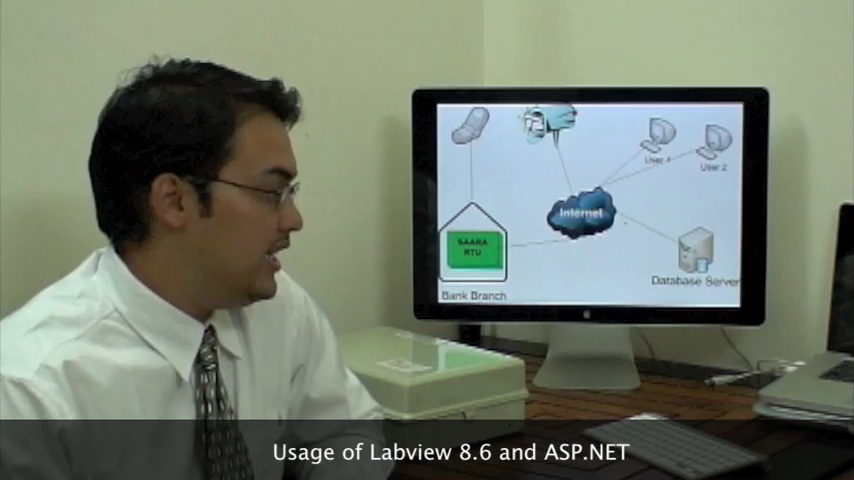 User 1
User 2
Internet
SAARA
RTU
Database Server
Bank Branch
Usage of Labview 8.6 and ASP.NET